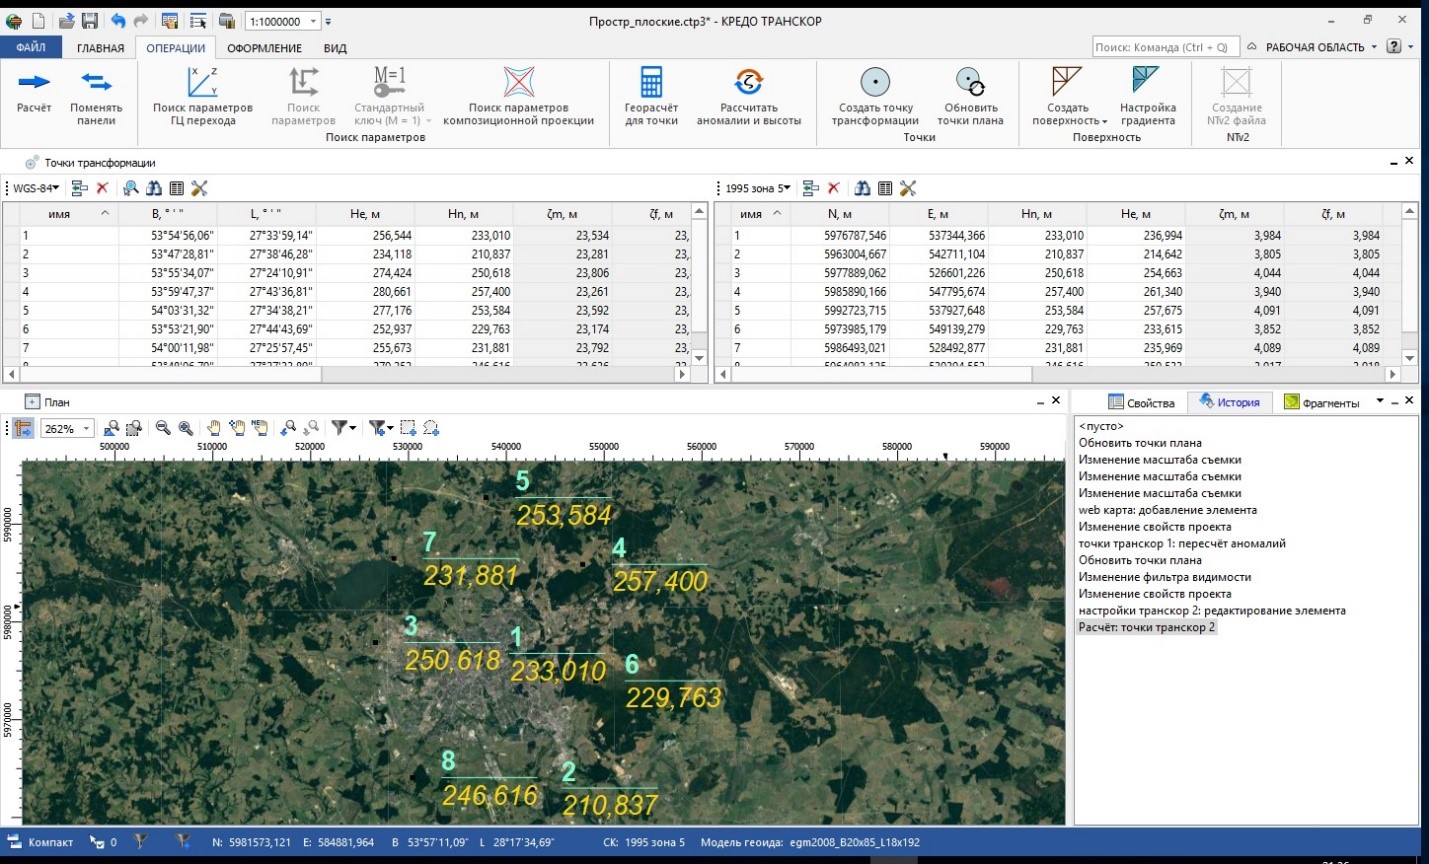 1:1000000
Простр_плоские.ctp3* - КРЕДО ТРАНСКОР
ФАЙЛ ГЛАВНАЯ ОПЕРАЦИИ ОФОРМЛЕНИЕ ВИД
Поиск: Команда (Ctrl + Q) РАБОЧАЯ ОБЛАСТЬ ?
Расчёт
Поменять панели
Поиск параметров ГЦ перехода
Поиск параметров
M=1
Стандартный ключ (M = 1)
Поиск параметров композиционной проекции
Георасчёт для точки
Рассчитать аномалии и высоты
Создать точку трансформации
Обновить точки плана
Создать поверхность
Настройка градиента
Создание NTv2 файла
Поиск параметров Точки Поверхность NTv2
Точки трансформации
WGS-84
имя B, ° ' " L, ° ' " He, м Hn, м ζm, м ζf, м
1 53°54'56,06" 27°33'59,14" 256,544 233,010 23,534 23,
2 53°47'28,81" 27°38'46,28" 234,118 210,837 23,281 23,
3 53°55'34,07" 27°24'10,91" 274,424 250,618 23,806 23,
4 53°59'47,37" 27°43'36,81" 280,661 257,400 23,261 23,
5 54°03'31,32" 27°34'38,21" 277,176 253,584 23,592 23,
6 53°53'21,90" 27°44'43,69" 252,937 229,763 23,174 23,
7 54°00'11,98" 27°25'57,45" 255,673 231,881 23,792 23,
1995 зона 5
имя N, м E, м Hn, м He, м ζm, м ζf, м
1 5976787,546 537344,366 233,010 236,994 3,984 3,984
2 5963004,667 542711,104 210,837 214,642 3,805 3,805
3 5977889,062 526601,226 250,618 254,663 4,044 4,044
4 5985890,166 547795,674 257,400 261,340 3,940 3,940
5 5992723,715 537927,648 253,584 257,675 4,091 4,091
6 5973985,179 549139,279 229,763 233,615 3,852 3,852
7 5986493,021 528492,877 231,881 235,969 4,089 4,089
План
262%
500000 510000 520000 530000 540000 550000 560000 570000 580000 590000
5990000
5980000
5970000
5
253,584
7
231,881
4
257,400
3
250,618
1
233,010
6
229,763
8
246,616
2
210,837
Свойства История Фрагменты
<пусто>
Обновить точки плана
Изменение масштаба съемки
Изменение масштаба съемки
Изменение масштаба съемки
web карта: добавление элемента
Изменение свойств проекта
точки транскор 1: пересчёт аномалий
Обновить точки плана
Изменение фильтра видимости
Изменение свойств проекта
настройки транскор 2: редактирование элемента
Расчёт: точки транскор 2
Компакт 0 N: 5981573,121 E: 584881,964 B 53°57'11,09" L 28°17'34,69" СК: 1995 зона 5 Модель геоида: egm2008_B20x85_L18x192